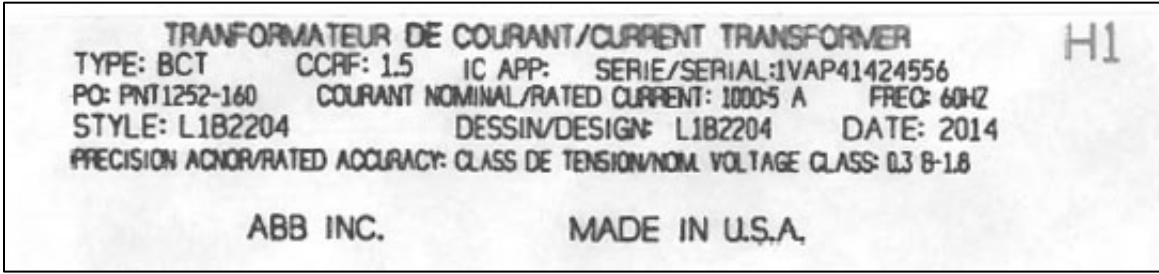 TRANFORMATEUR DE COURANT/CURRENT TRANSFORMER
H1
TYPE: BCT CCRF: 1.5 IC APP: SERIE/SERIAL:1VAP41424556
PO: PNT1252-160 COURANT NOMINAL/RATED CURRENT: 1000:5 A FREQ: 60HZ
STYLE: L1B2204 DESSIN/DESIGN: L1B2204 DATE: 2014
PRECISION ACNOR/RATED ACCURACY: CLASS DE TENSION/NOM. VOLTAGE CLASS: 0.3 B-1.8
ABB INC. MADE IN U.S.A.